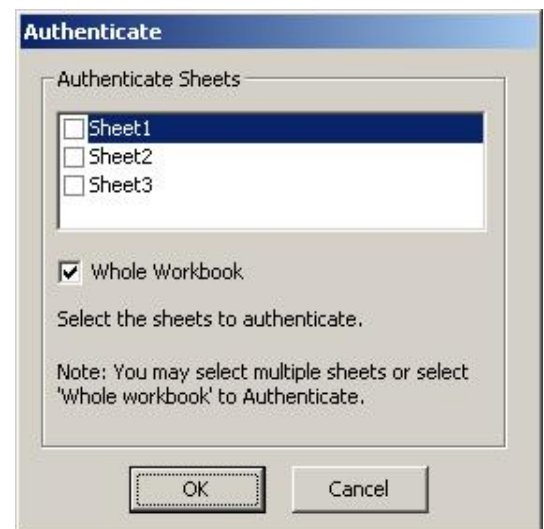 Authenticate
Authenticate Sheets
Sheet1
Sheet2
Sheet3
Whole Workbook
Select the sheets to authenticate.
Note: You may select multiple sheets or select
'Whole workbook' to Authenticate.
OK Cancel